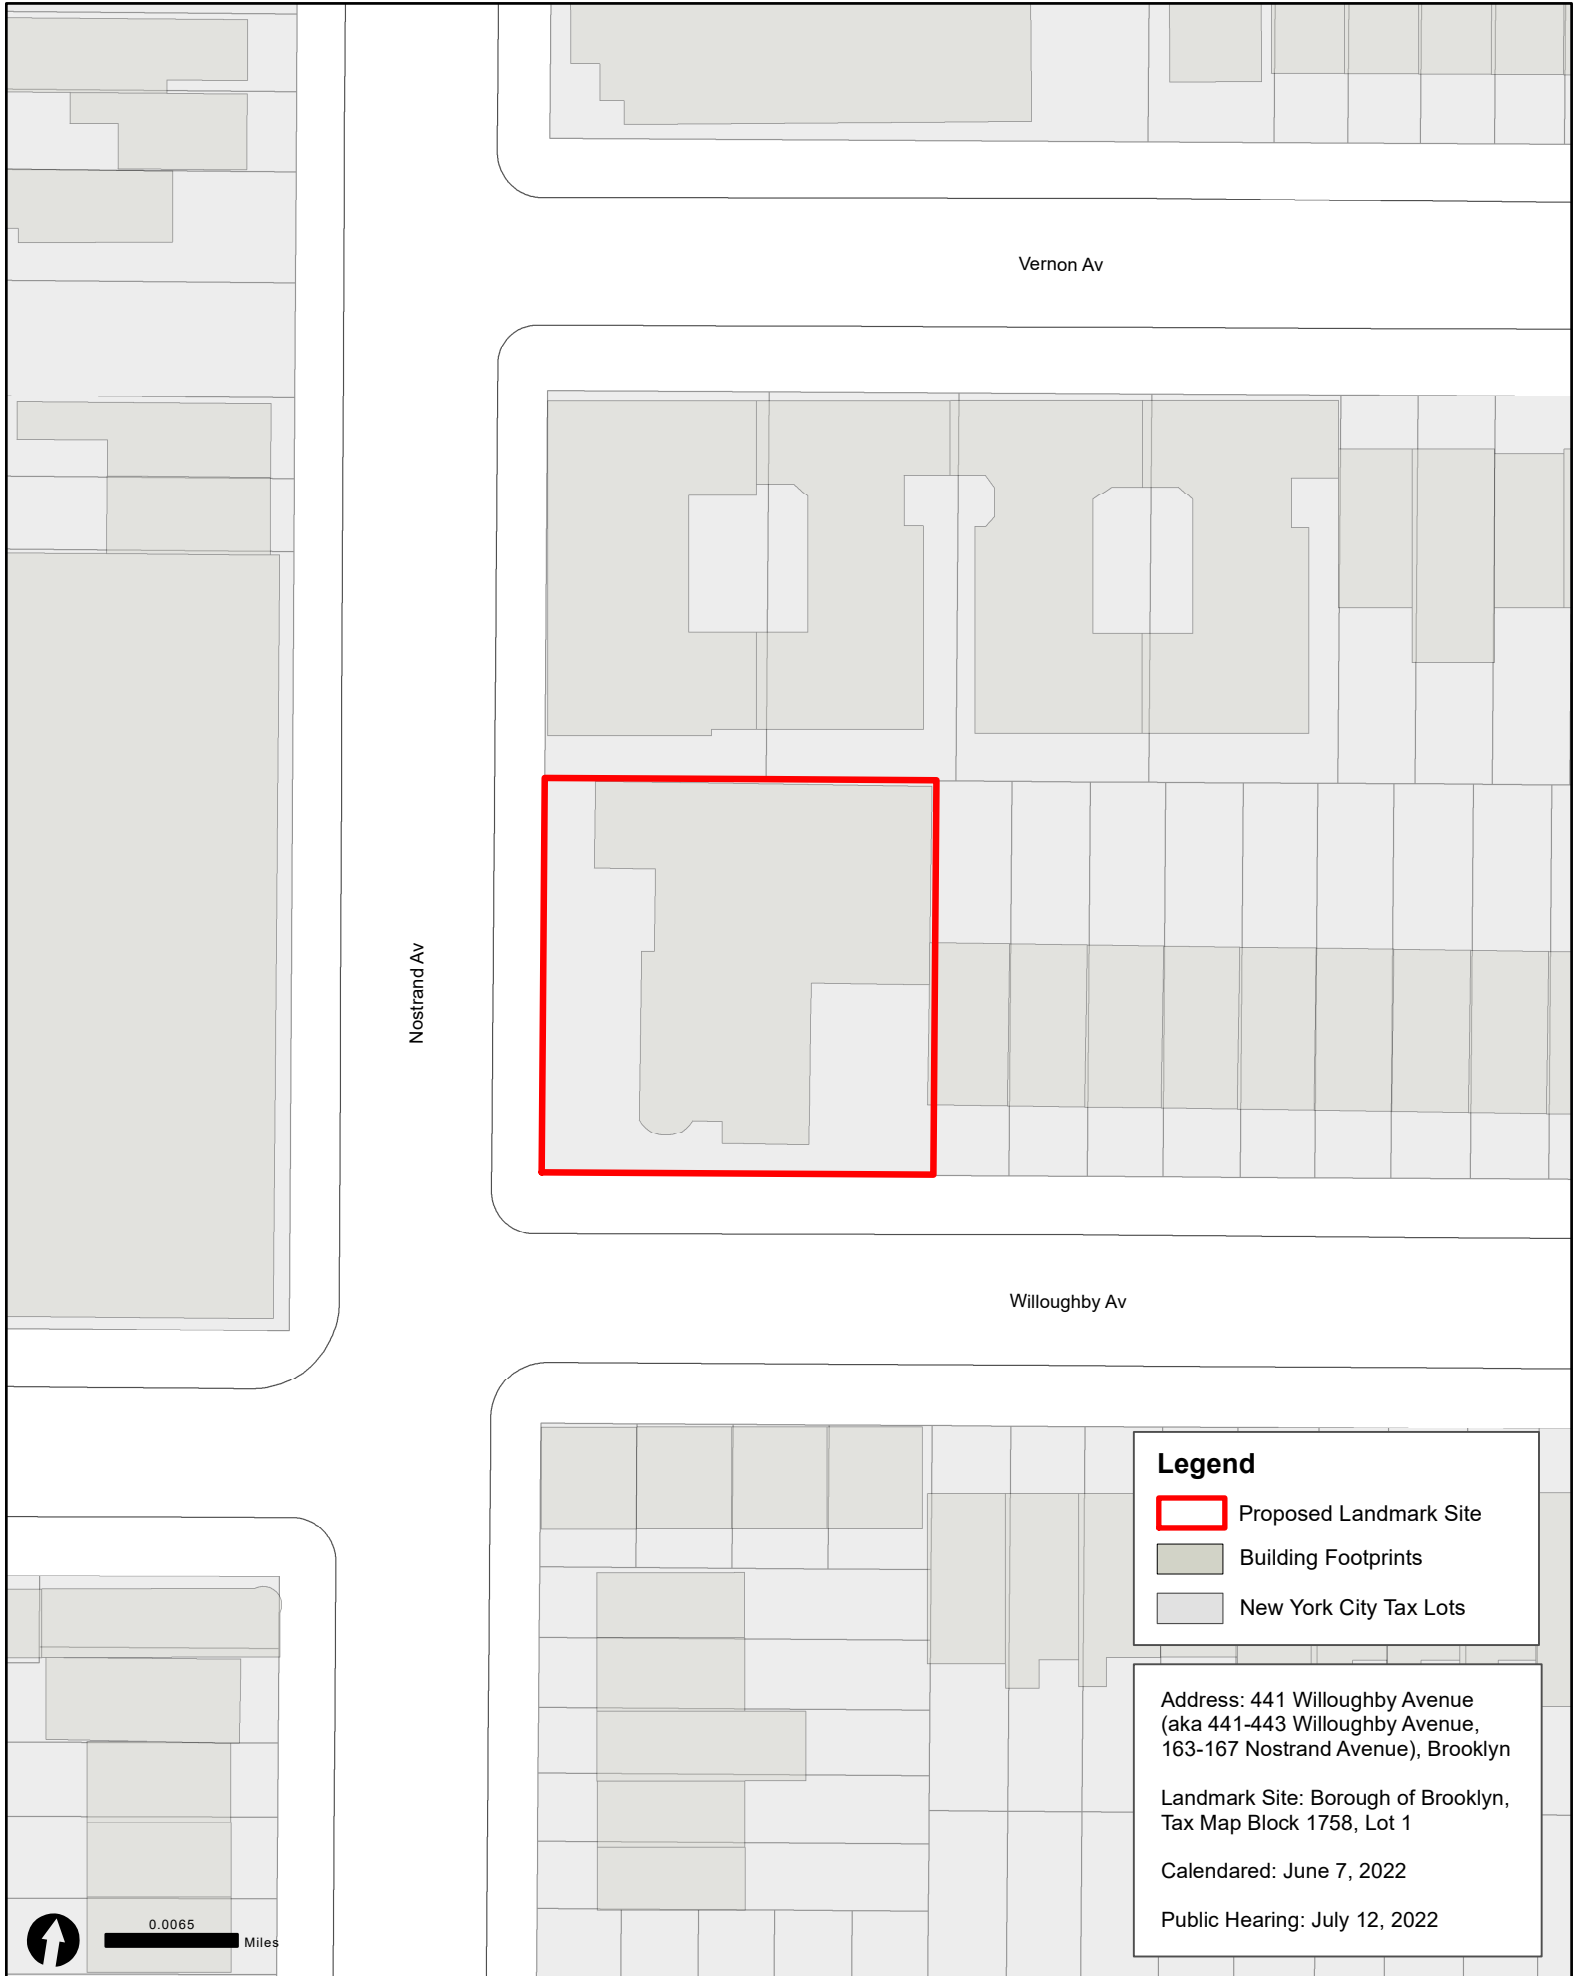 Vernon Av
Nostrand Av
Willoughby Av
Legend
Proposed Landmark Site
Building Footprints
New York City Tax Lots
Address: 441 Willoughby Avenue
(aka 441-443 Willoughby Avenue,
163-167 Nostrand Avenue), Brooklyn
Landmark Site: Borough of Brooklyn,
Tax Map Block 1758, Lot 1
Calendared: June 7, 2022
Public Hearing: July 12, 2022
0.0065
Miles